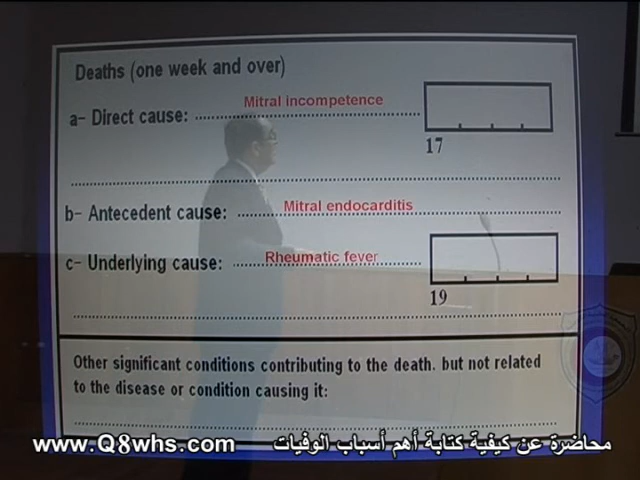 Deaths (one week and over)
a- Direct cause: Mitral incompetence
17
b- Antecedent cause: Mitral endocarditis
c- Underlying cause: Rheumatic fever
19
Other significant conditions contributing to the death. but not related
to the disease or condition causing it:
www.Q8whs.com محاضرة عن كيفية كتابة أهم أسباب الوفيات